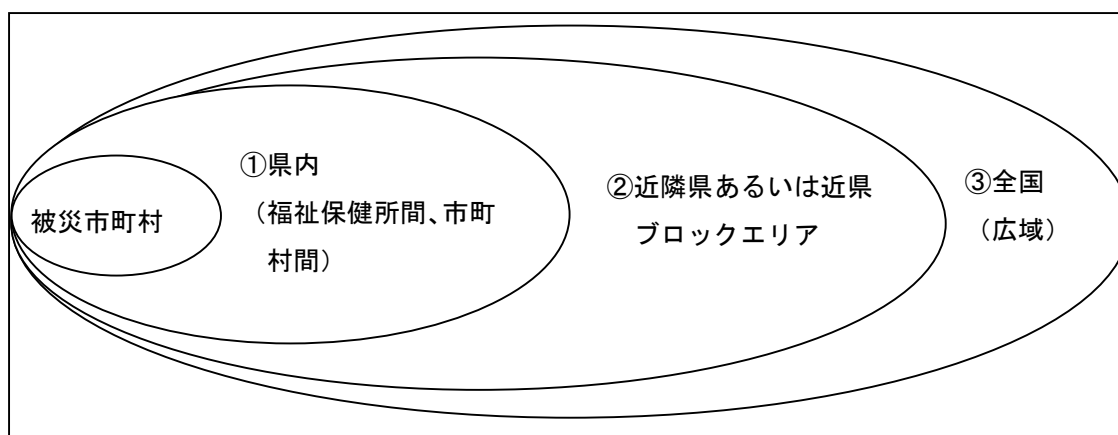 被災市町村
①県内
（福祉保健所間、市町
村間）
②近隣県あるいは近県
ブロックエリア
③全国
（広域）